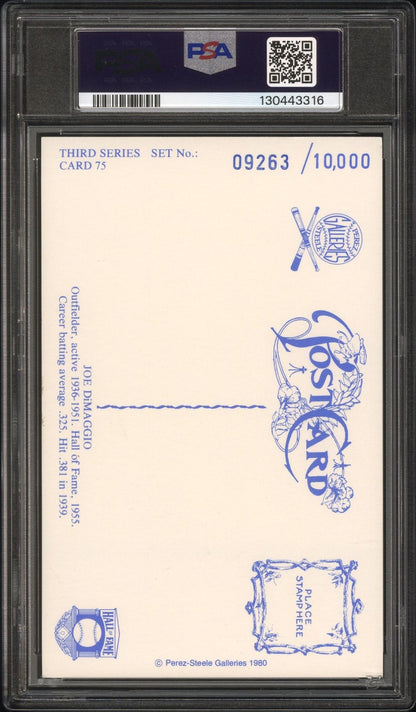 PSA
130443316
THIRD SERIES SET No.:
CARD 75
09263 /10,000
PEREZ
GALLERIES
STEELE
POSTCARD
JOE DiMAGGIO
Outfielder, active 1936-1951. Hall of Fame, 1955.
Career batting average .325. Hit .381 in 1939.
PLACE
STAMP HERE
HALL OF FAME
© Perez-Steele Galleries 1980